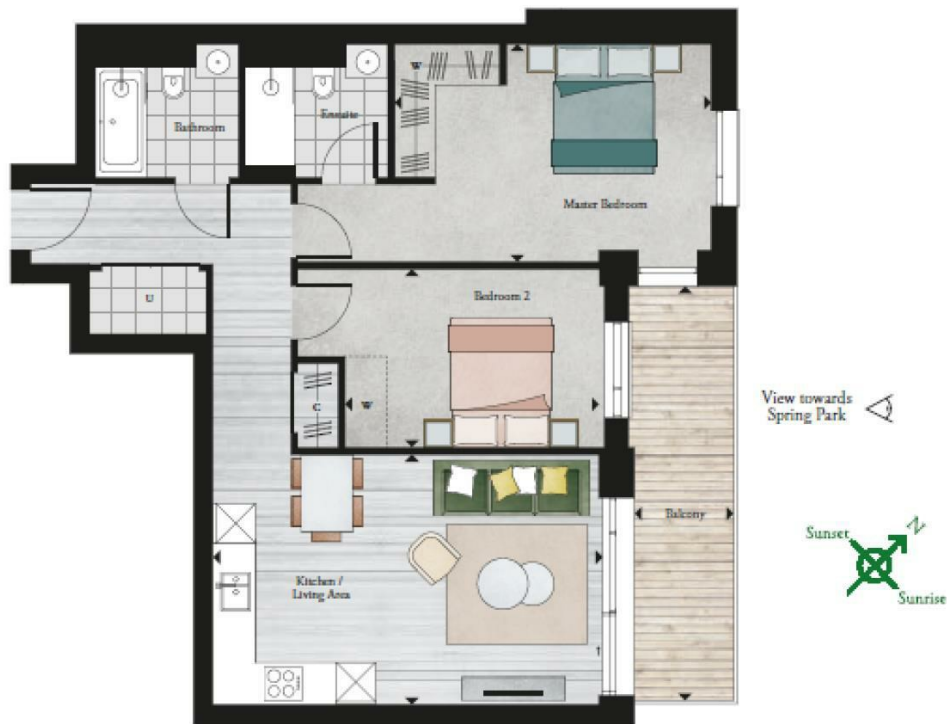 W
Bathroom
Ensuite
Master Bedroom
U
Bedroom 2
C
W
View towards
Spring Park
Balcony
N
Sunset
Sunrise
Kitchen /
Living Area
†